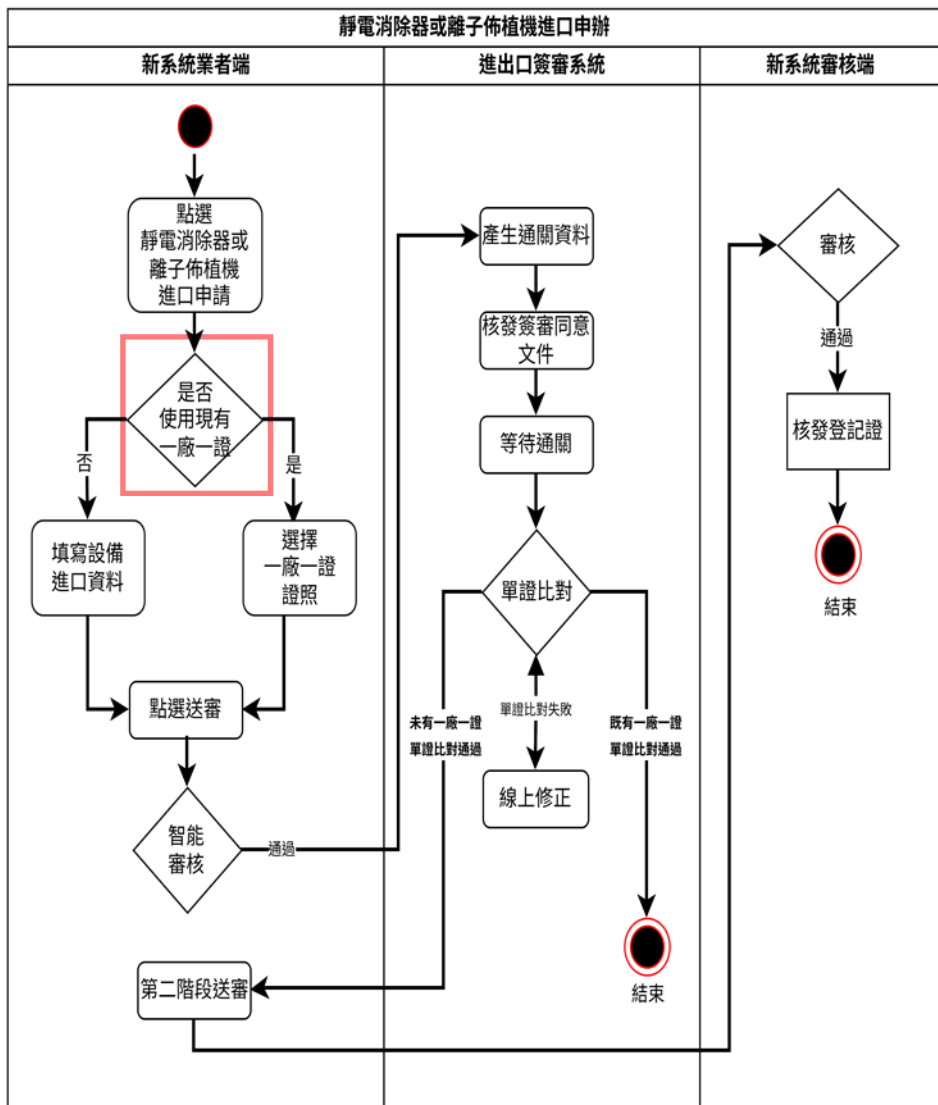 靜電消除器或離子佈植機進口申辦
新系統業者端
進出口簽審系統
新系統審核端
點選
靜電消除器或
離子佈植機
進口申請
是否
使用現有
一廠一證
否
是
填寫設備
進口資料
選擇
一廠一證
證照
點選送審
智能
審核
通過
第二階段送審
產生通關資料
核發簽審同意
文件
等待通關
單證比對
未有一廠一證
單證比對通過
單證比對失敗
既有一廠一證
單證比對通過
線上修正
結束
審核
通過
核發登記證
結束